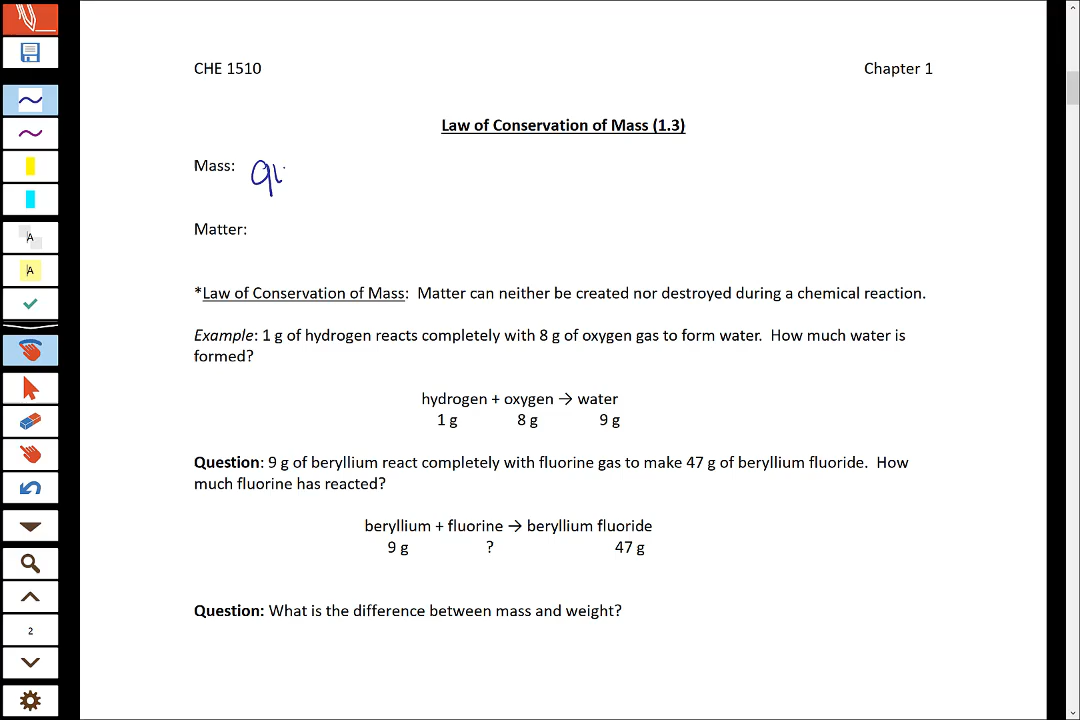 CHE 1510 Chapter 1
Law of Conservation of Mass (1.3)
Mass:
Matter:
*Law of Conservation of Mass: Matter can neither be created nor destroyed during a chemical reaction.
Example: 1 g of hydrogen reacts completely with 8 g of oxygen gas to form water. How much water is
formed?
hydrogen + oxygen → water
1 g 8 g 9 g
Question: 9 g of beryllium react completely with fluorine gas to make 47 g of beryllium fluoride. How
much fluorine has reacted?
beryllium + fluorine → beryllium fluoride
9 g ? 47 g
Question: What is the difference between mass and weight?
A
A
2